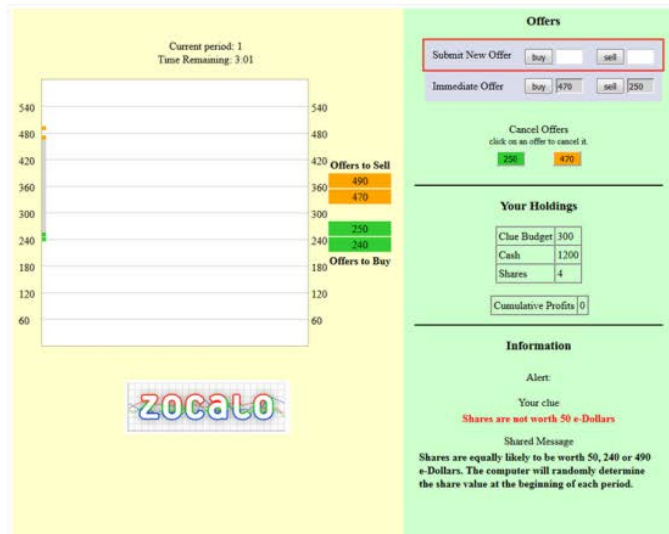 Current period: 1
Time Remaining: 3:01
540
480
420
360
300
240
180
120
60
540
480
420
360
300
240
180
120
60
Offers to Sell
490
470
250
240
Offers to Buy
ZOCALO
Offers
Submit New Offer buy sell
Immediate Offer buy 470 sell 250
Cancel Offers
click on an offer to cancel it.
250 470
Your Holdings
Clue Budget 300
Cash 1200
Shares 4
Cumulative Profits 0
Information
Alert:
Your clue
Shares are not worth 50 e-Dollars
Shared Message
Shares are equally likely to be worth 50, 240 or 490
e-Dollars. The computer will randomly determine
the share value at the beginning of each period.